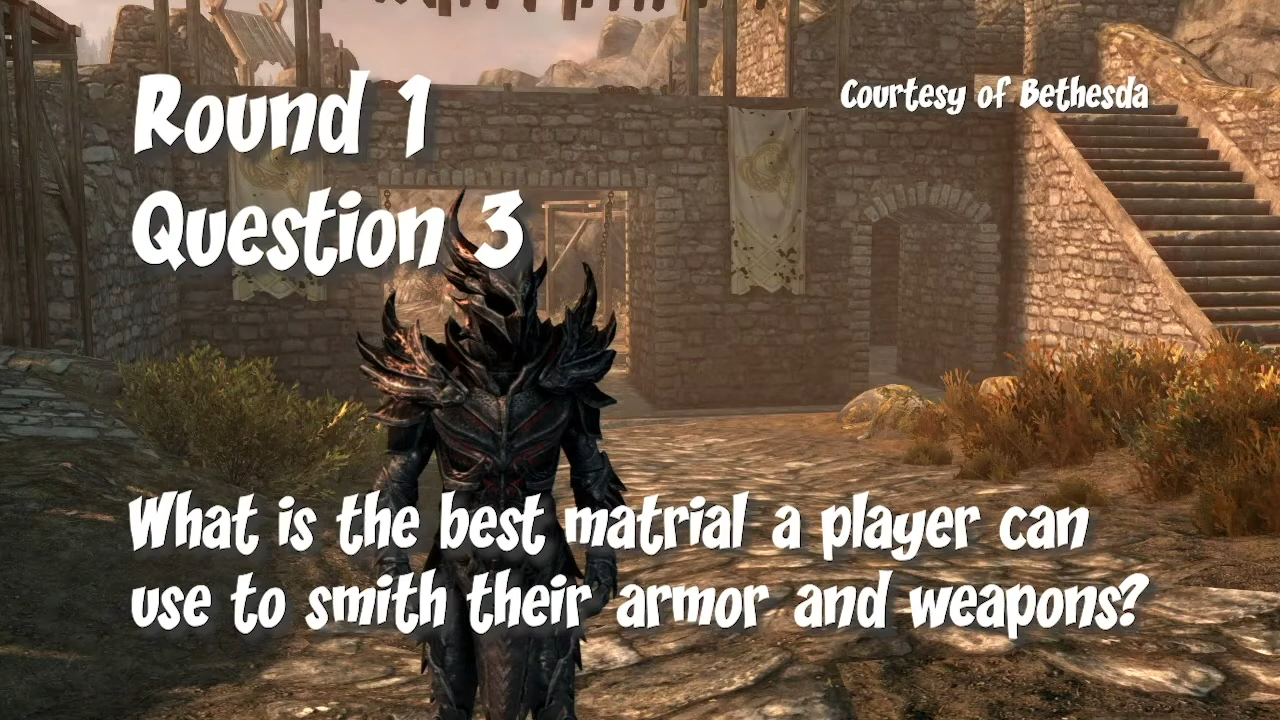 Round 1
Courtesy of Bethesda
Question 3
What is the best matrial a player can
use to smith their armor and weapons?